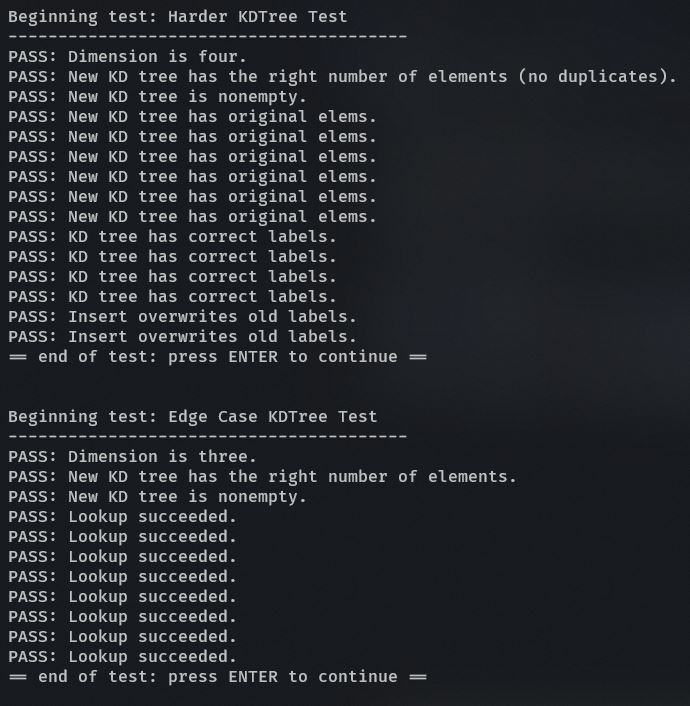 Beginning test: Harder KDTree Test
----------------------------------------
PASS: Dimension is four.
PASS: New KD tree has the right number of elements (no duplicates).
PASS: New KD tree is nonempty.
PASS: New KD tree has original elems.
PASS: New KD tree has original elems.
PASS: New KD tree has original elems.
PASS: New KD tree has original elems.
PASS: New KD tree has original elems.
PASS: New KD tree has original elems.
PASS: KD tree has correct labels.
PASS: KD tree has correct labels.
PASS: KD tree has correct labels.
PASS: KD tree has correct labels.
PASS: Insert overwrites old labels.
PASS: Insert overwrites old labels.
== end of test: press ENTER to continue ==
Beginning test: Edge Case KDTree Test
----------------------------------------
PASS: Dimension is three.
PASS: New KD tree has the right number of elements.
PASS: New KD tree is nonempty.
PASS: Lookup succeeded.
PASS: Lookup succeeded.
PASS: Lookup succeeded.
PASS: Lookup succeeded.
PASS: Lookup succeeded.
PASS: Lookup succeeded.
PASS: Lookup succeeded.
PASS: Lookup succeeded.
== end of test: press ENTER to continue ==